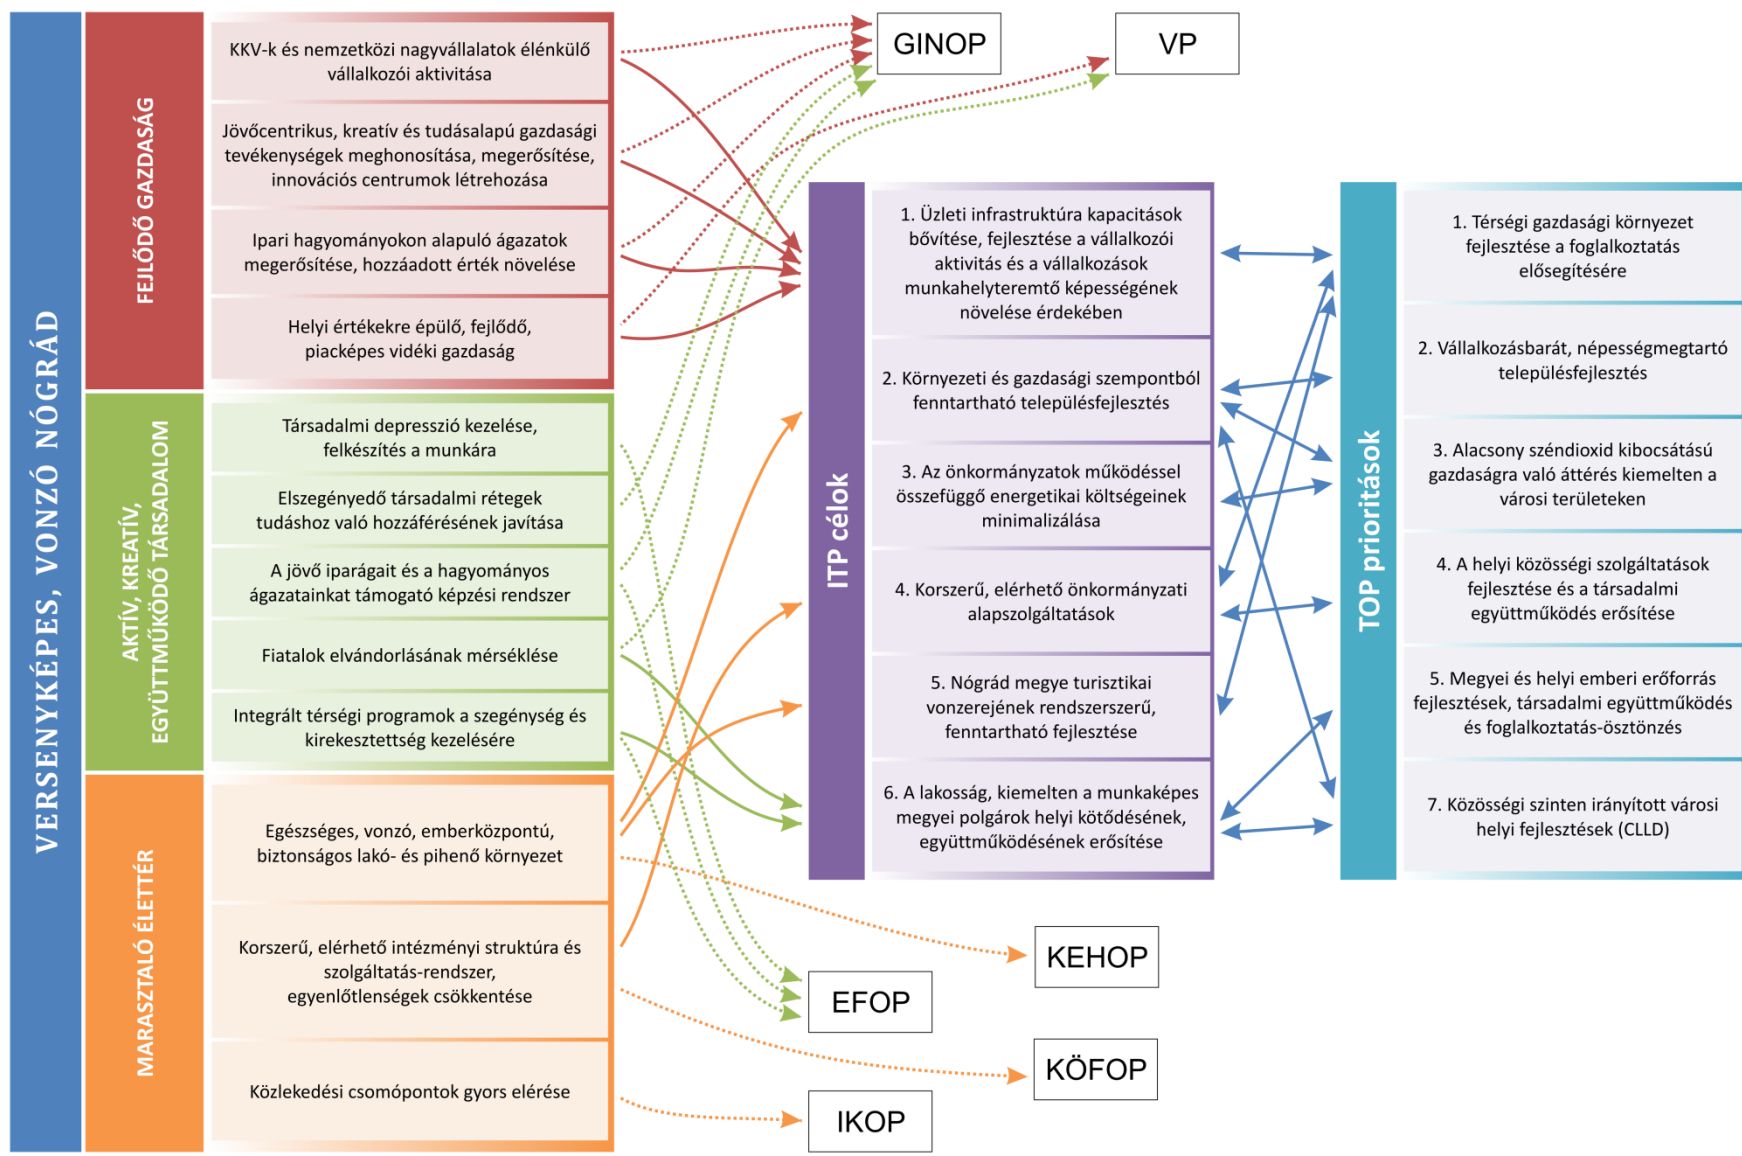 VERSENYKÉPES, VONZÓ NÓGRÁD
FEJLŐDŐ GAZDASÁG
KKV-k és nemzetközi nagyvállalatok élénkülő
vállalkozói aktivitása
Jövőcentrikus, kreatív és tudásalapú gazdasági
tevékenységek meghonosítása, megerősítése,
innovációs centrumok létrehozása
Ipari hagyományokon alapuló ágazatok
megerősítése, hozzáadott érték növelése
Helyi értékekre épülő, fejlődő,
piacképes vidéki gazdaság
AKTÍV, KREATÍV,
EGYÜTTMŰKÖDŐ TÁRSADALOM
Társadalmi depresszió kezelése,
felkészítés a munkára
Elszegényedő társadalmi rétegek
tudáshoz való hozzáférésének javítása
A jövő iparágait és a hagyományos
ágazatainkat támogató képzési rendszer
Fiatalok elvándorlásának mérséklése
Integrált térségi programok a szegénység és
kirekesztettség kezelésére
MARASZTALÓ ÉLETTÉR
Egészséges, vonzó, emberközpontú,
biztonságos lakó- és pihenő környezet
Korszerű, elérhető intézményi struktúra és
szolgáltatás-rendszer,
egyenlőtlenségek csökkentése
Közlekedési csomópontok gyors elérése
GINOP
VP
ITP célok
1. Üzleti infrastruktúra kapacitások
bővítése, fejlesztése a vállalkozói
aktivitás és a vállalkozások
munkahelyteremtő képességének
növelése érdekében
2. Környezeti és gazdasági szempontból
fenntartható településfejlesztés
3. Az önkormányzatok működéssel
összefüggő energetikai költségeinek
minimalizálása
4. Korszerű, elérhető önkormányzati
alapszolgáltatások
5. Nógrád megye turisztikai
vonzerejének rendszerszerű,
fenntartható fejlesztése
6. A lakosság, kiemelten a munkaképes
megyei polgárok helyi kötődésének,
együttműködésének erősítése
TOP prioritások
1. Térségi gazdasági környezet
fejlesztése a foglalkoztatás
elősegítésére
2. Vállalkozásbarát, népességmegtartó
településfejlesztés
3. Alacsony széndioxid kibocsátású
gazdaságra való áttérés kiemelten a
városi területeken
4. A helyi közösségi szolgáltatások
fejlesztése és a társadalmi
együttműködés erősítése
5. Megyei és helyi emberi erőforrás
fejlesztések, társadalmi együttműködés
és foglalkoztatás-ösztönzés
7. Közösségi szinten irányított városi
helyi fejlesztések (CLLD)
KEHOP
EFOP
KÖFOP
IKOP